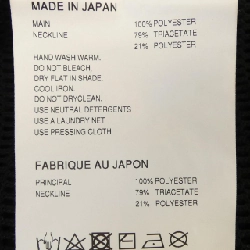 MADE IN JAPAN
MAIN 100% POLYESTER
NECKLINE 79% TRIACETATE
21% POLYESTER
HAND WASH WARM.
DO NOT BLEACH.
DRY FLAT IN SHADE.
COOL IRON.
DO NOT DRYCLEAN.
USE NEUTRAL DETERGENTS
USE A LAUNDRY NET
USE PRESSING CLOTH
FABRIQUE AU JAPON
PRINCIPAL 100% POLYESTER
NECKLINE 79% TRIACETATE
21% POLYESTER